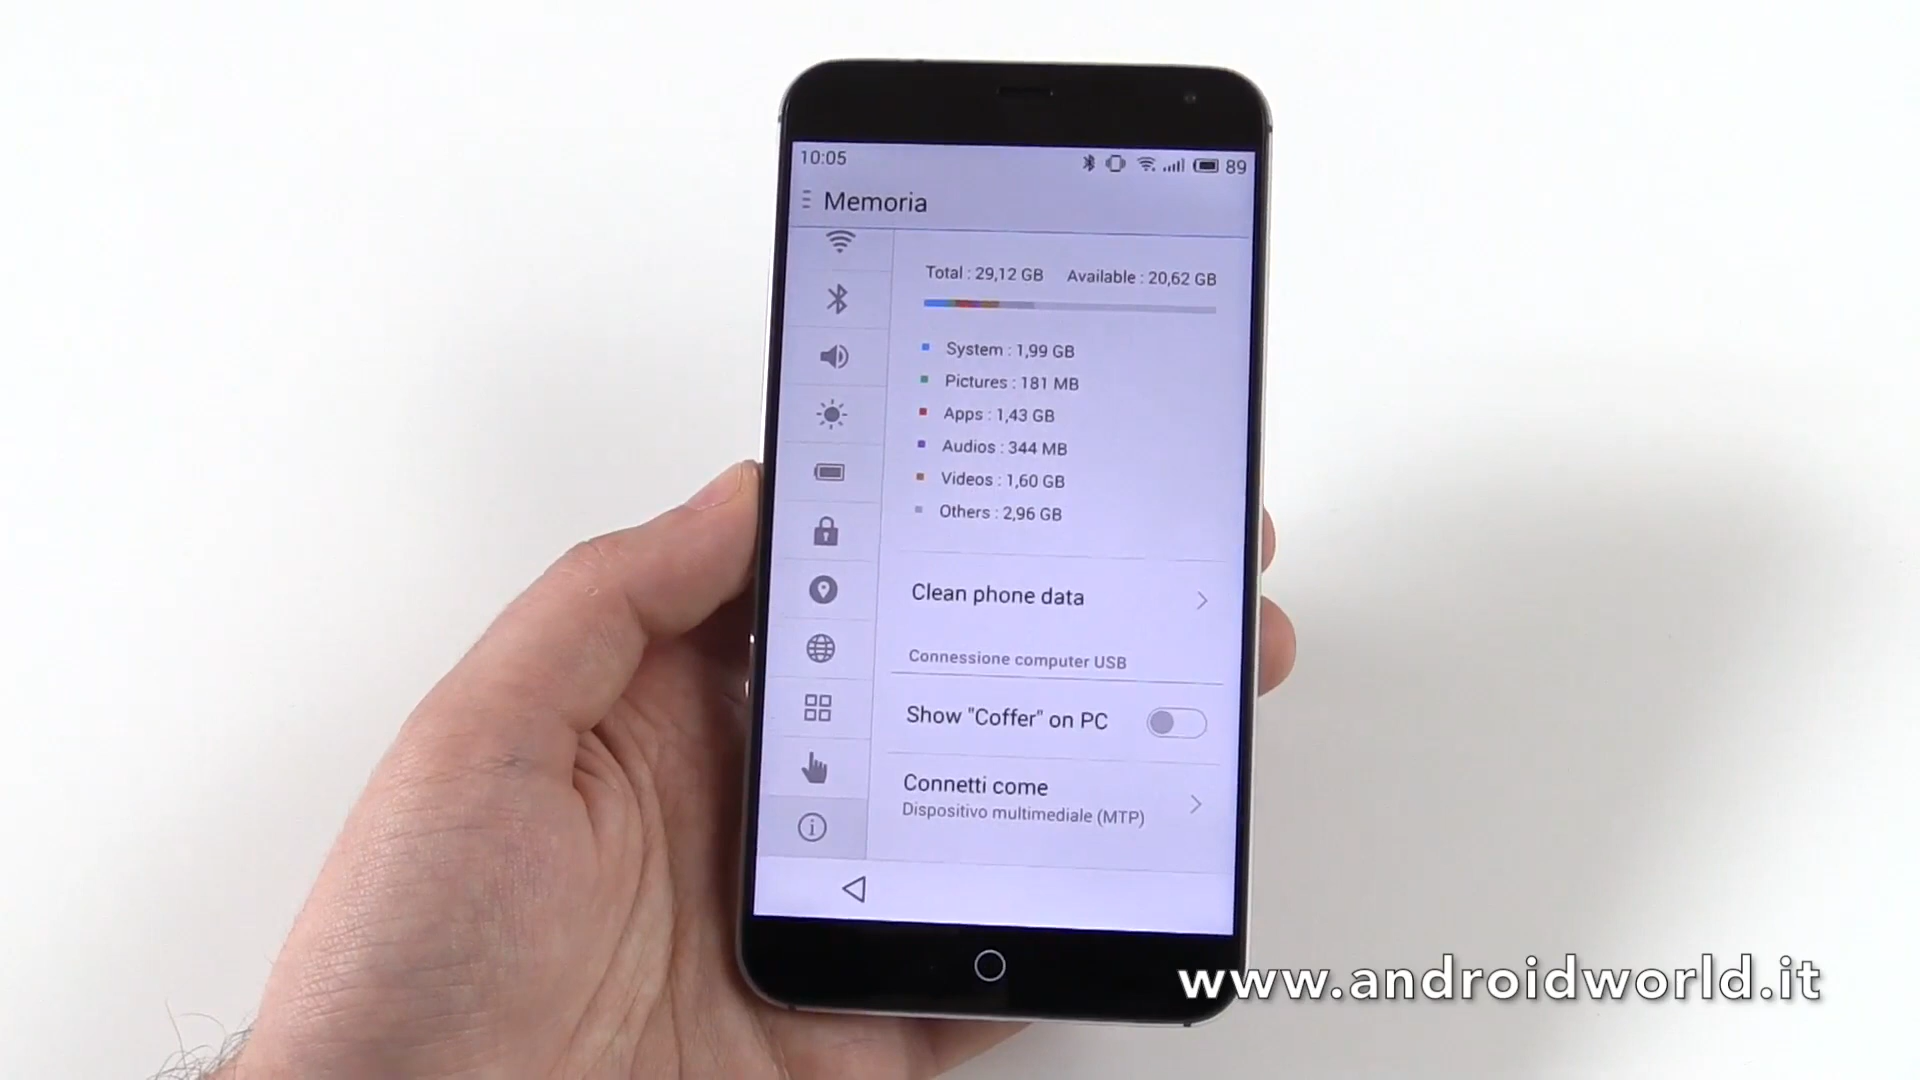 10:05 89
Memoria
Total : 29,12 GB Available : 20,62 GB
System : 1,99 GB
Pictures : 181 MB
Apps : 1,43 GB
Audios : 344 MB
Videos : 1,60 GB
Others : 2,96 GB
Clean phone data
Connessione computer USB
Show "Coffer" on PC
Connetti come
Dispositivo multimediale (MTP)
www.androidworld.it